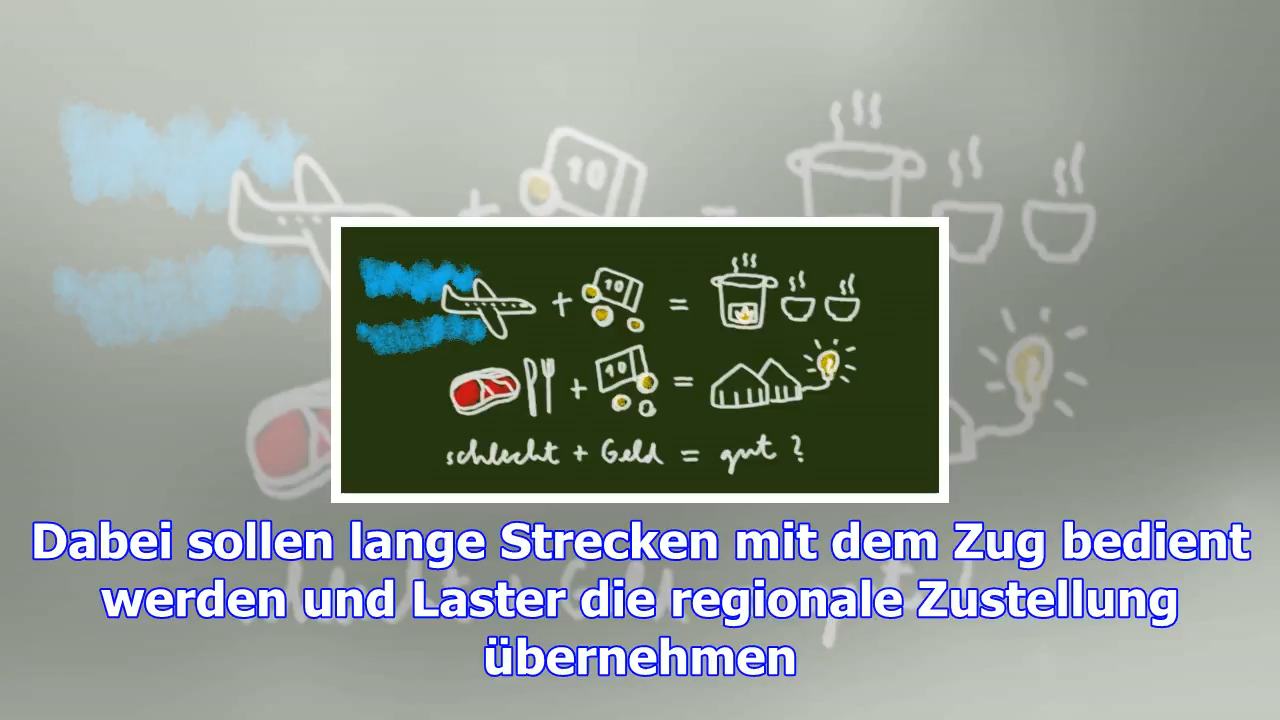 10
+ =
10
+ =
schlecht + Geld = gut ?
Dabei sollen lange Strecken mit dem Zug bedient
werden und Laster die regionale Zustellung
übernehmen